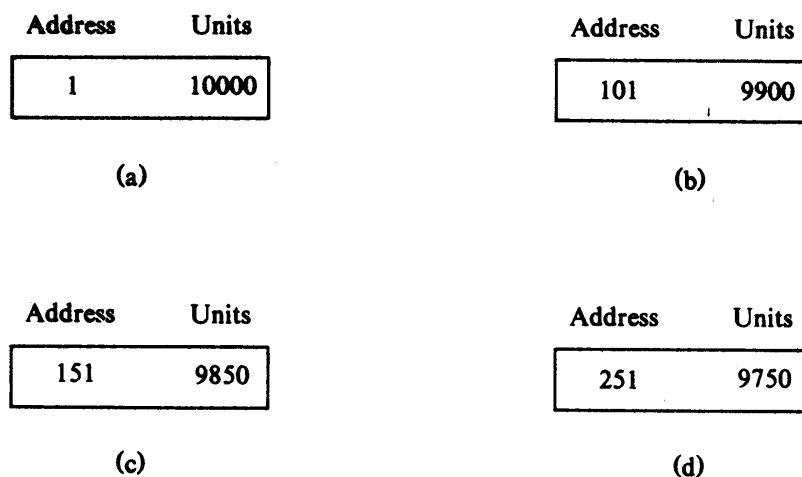 Address Units
1 10000
(a)
Address Units
101 9900
(b)
Address Units
151 9850
(c)
Address Units
251 9750
(d)